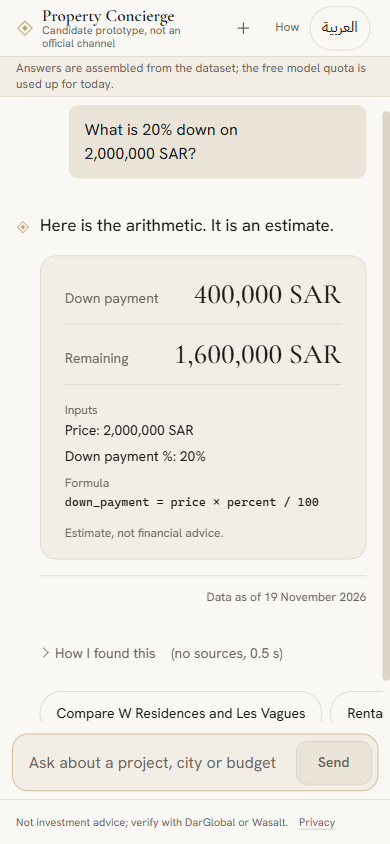 Property Concierge
Candidate prototype, not an
official channel
+
How
العربية
Answers are assembled from the dataset; the free model quota is
used up for today.
What is 20% down on
2,000,000 SAR?
Here is the arithmetic. It is an estimate.
Down payment 400,000 SAR
Remaining 1,600,000 SAR
Inputs
Price: 2,000,000 SAR
Down payment %: 20%
Formula
down_payment = price × percent / 100
Estimate, not financial advice.
Data as of 19 November 2026
How I found this (no sources, 0.5 s)
Compare W Residences and Les Vagues
Renta
Ask about a project, city or budget
Send
Not investment advice; verify with DarGlobal or Wasalt. Privacy